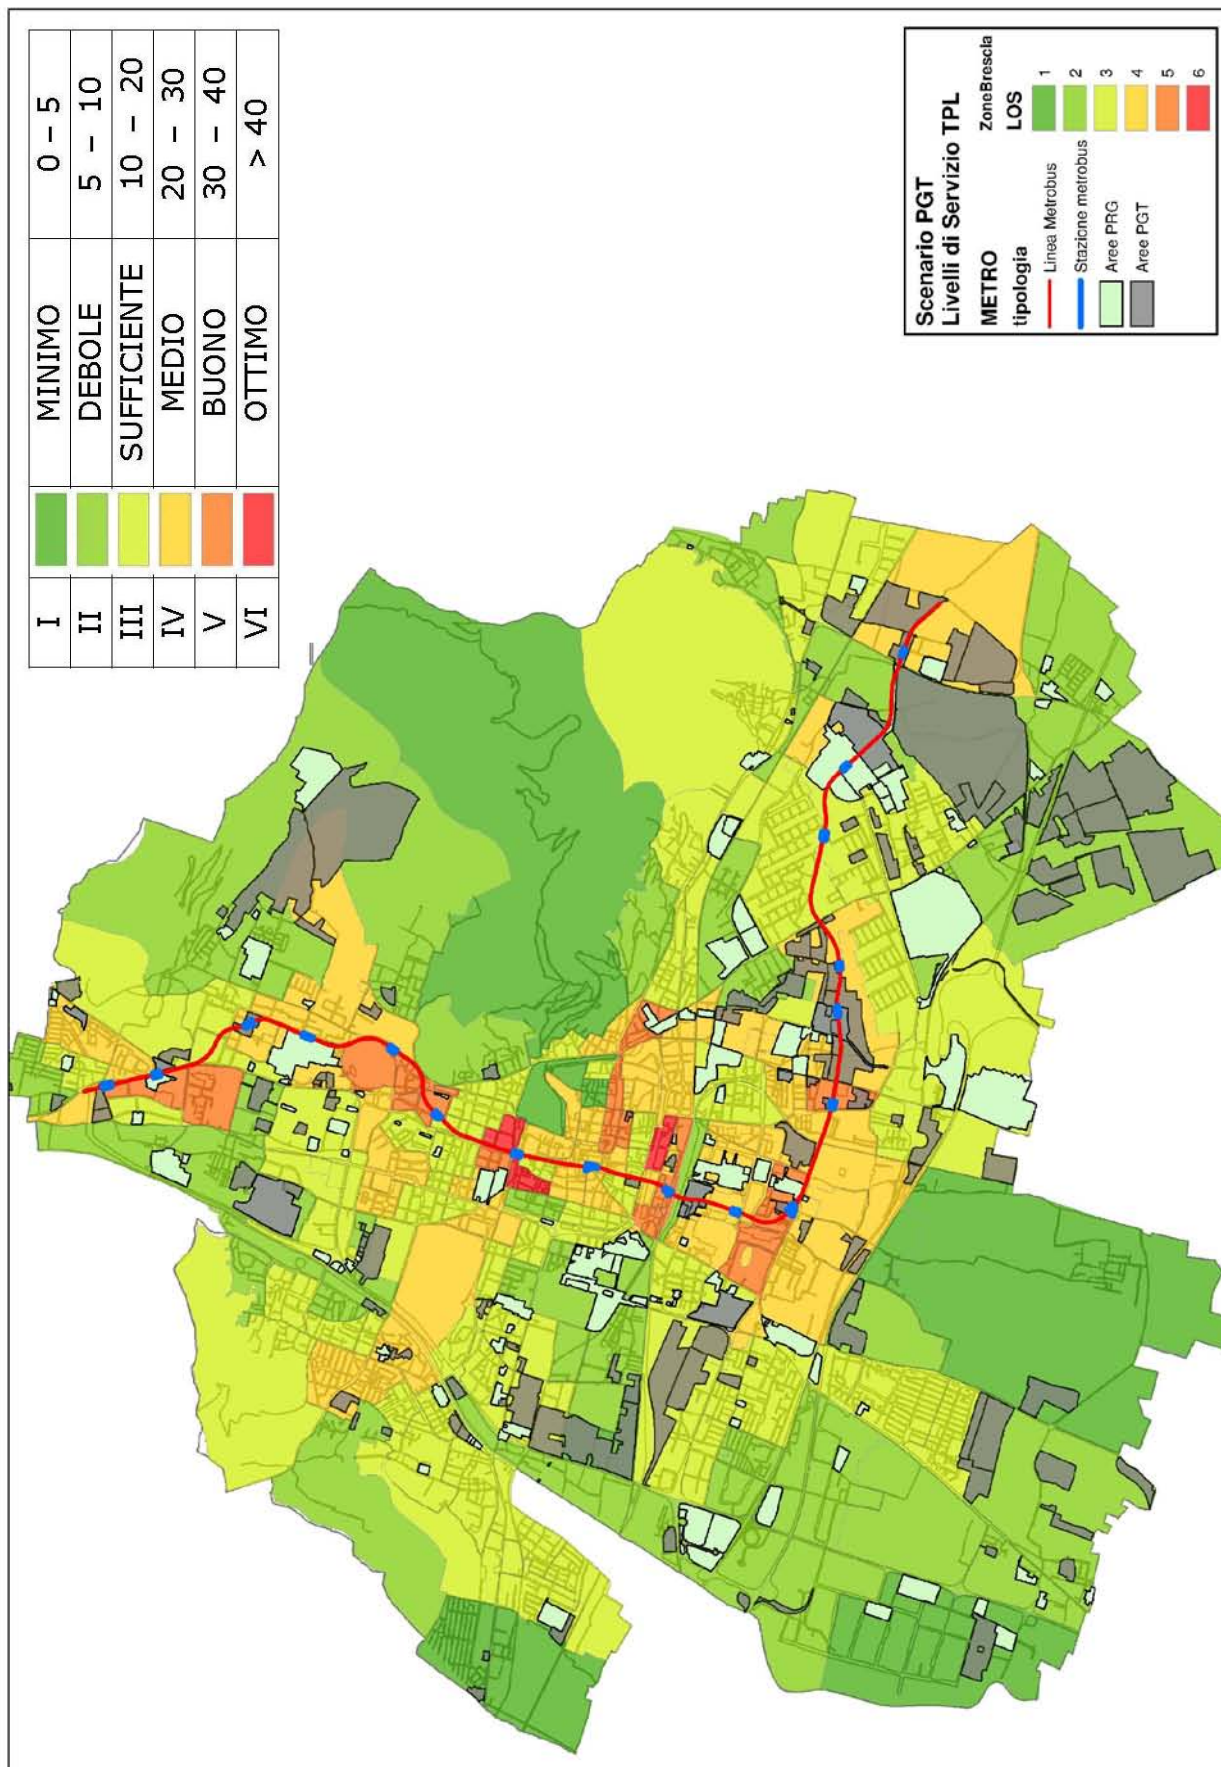 I MINIMO 0 – 5
II DEBOLE 5 – 10
III SUFFICIENTE 10 – 20
IV MEDIO 20 – 30
V BUONO 30 – 40
VI OTTIMO > 40
Scenario PGT
Livelli di Servizio TPL
METRO
tipologia
Linea Metrobus
Stazione metrobus
Aree PRG
Aree PGT
ZoneBrescia
LOS
1
2
3
4
5
6